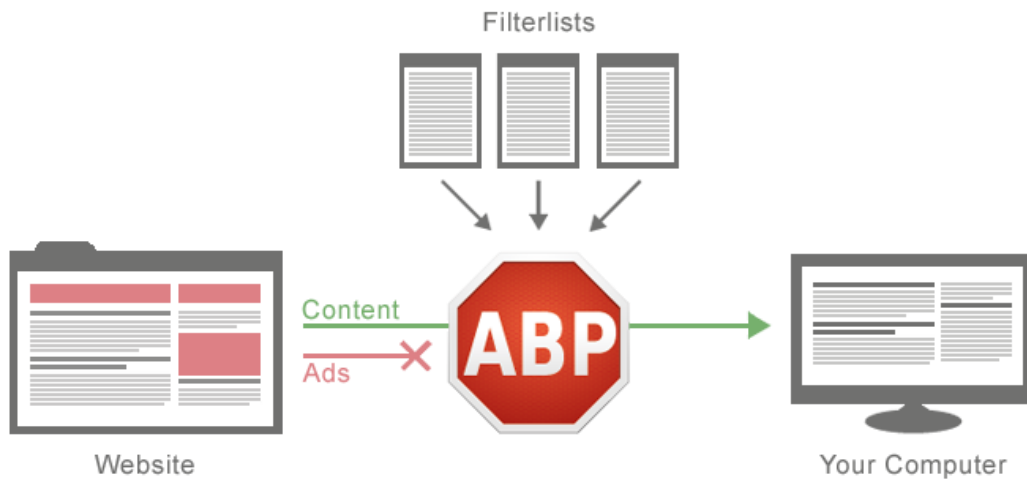 Filterlists
Content
Ads
ABP
Website
Your Computer